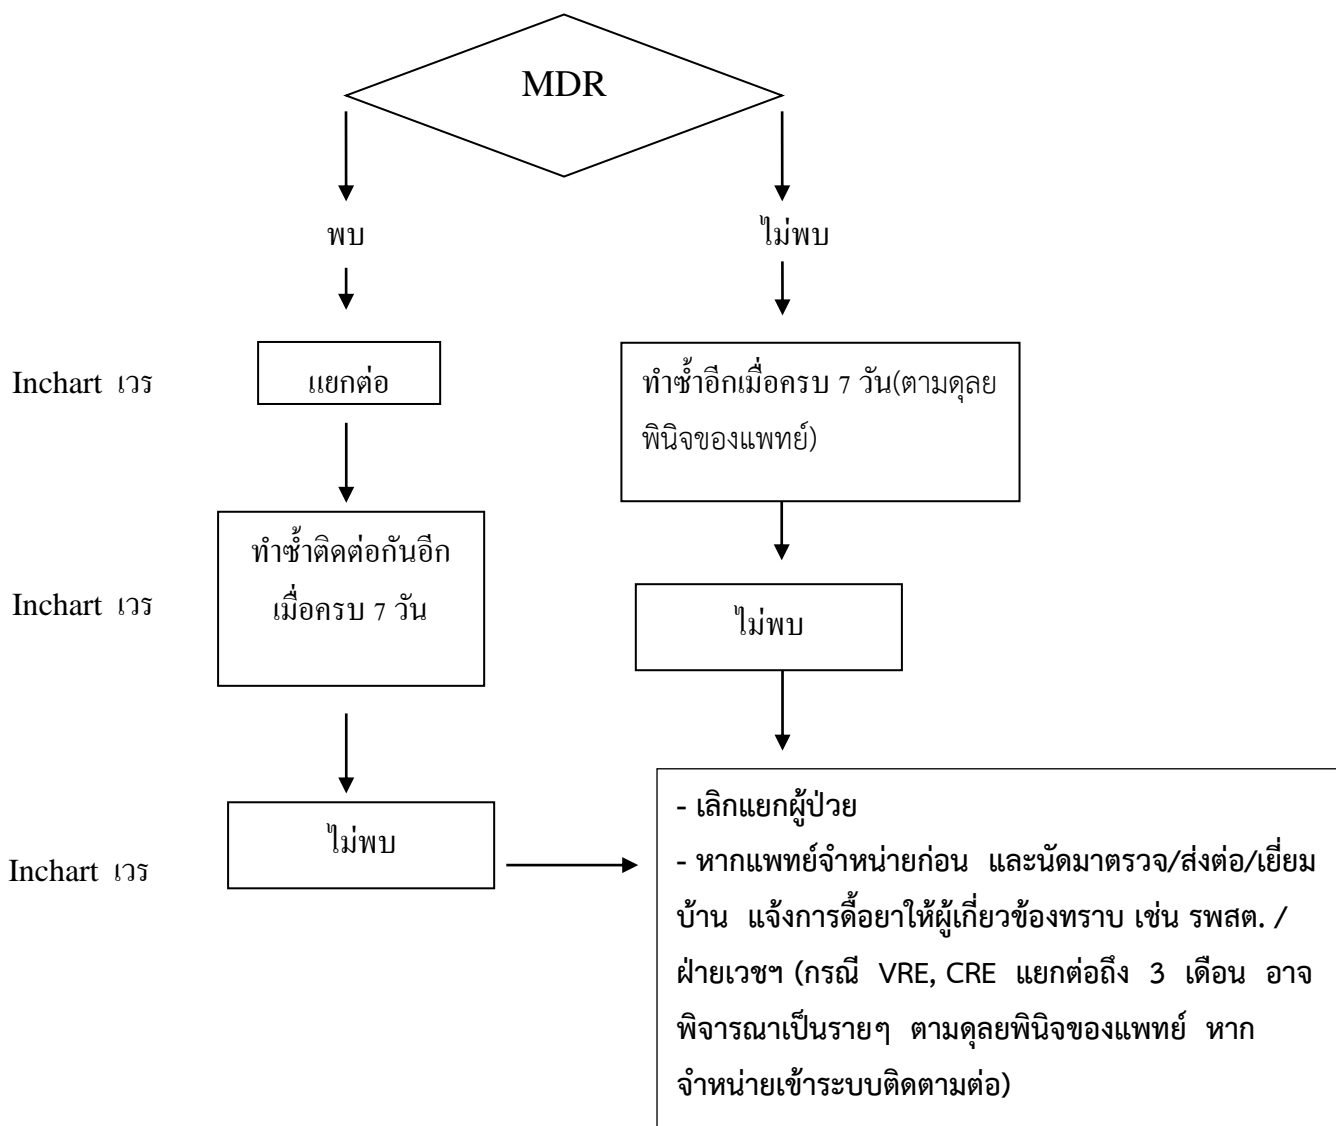 MDR
พบ
ไม่พบ
Inchart เวร
แยกต่อ
ทำซ้ำอีกเมื่อครบ 7 วัน(ตามดุลย
พินิจของแพทย์)
Inchart เวร
ทำซ้ำติดต่อกันอีก
เมื่อครบ 7 วัน
ไม่พบ
Inchart เวร
ไม่พบ
- เลิกแยกผู้ป่วย
- หากแพทย์จำหน่ายก่อน และนัดมาตรวจ/ส่งต่อ/เยี่ยม
บ้าน แจ้งการดื้อยาให้ผู้เกี่ยวข้องทราบ เช่น รพสต. /
ฝ่ายเวชฯ (กรณี VRE, CRE แยกต่อถึง 3 เดือน อาจ
พิจารณาเป็นรายๆ ตามดุลยพินิจของแพทย์ หาก
จำหน่ายเข้าระบบติดตามต่อ)